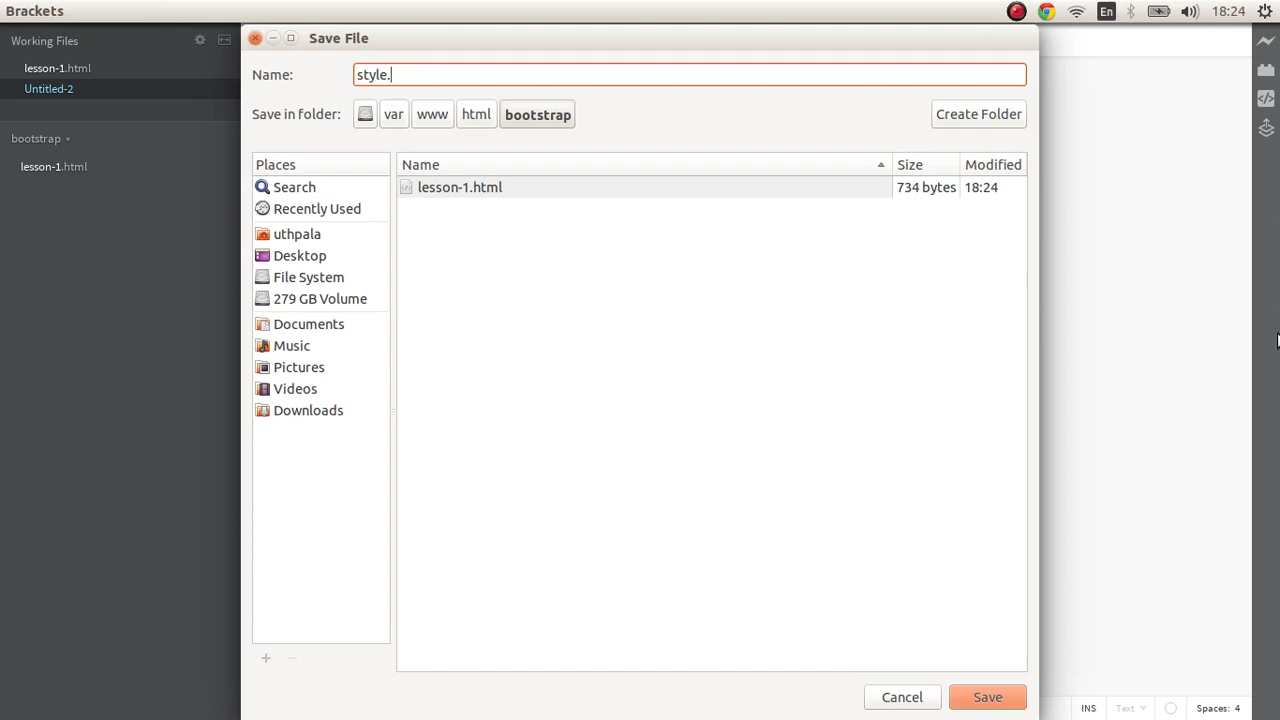 Brackets
En
18:24
Working Files
lesson-1.html
Untitled-2
bootstrap
lesson-1.html
Save File
Name:
style.
Save in folder:
var
www
html
bootstrap
Create Folder
Places
Search
Recently Used
uthpala
Desktop
File System
279 GB Volume
Documents
Music
Pictures
Videos
Downloads
Name
Size
Modified
lesson-1.html
734 bytes
18:24
Cancel
Save
INS
Text
Spaces: 4